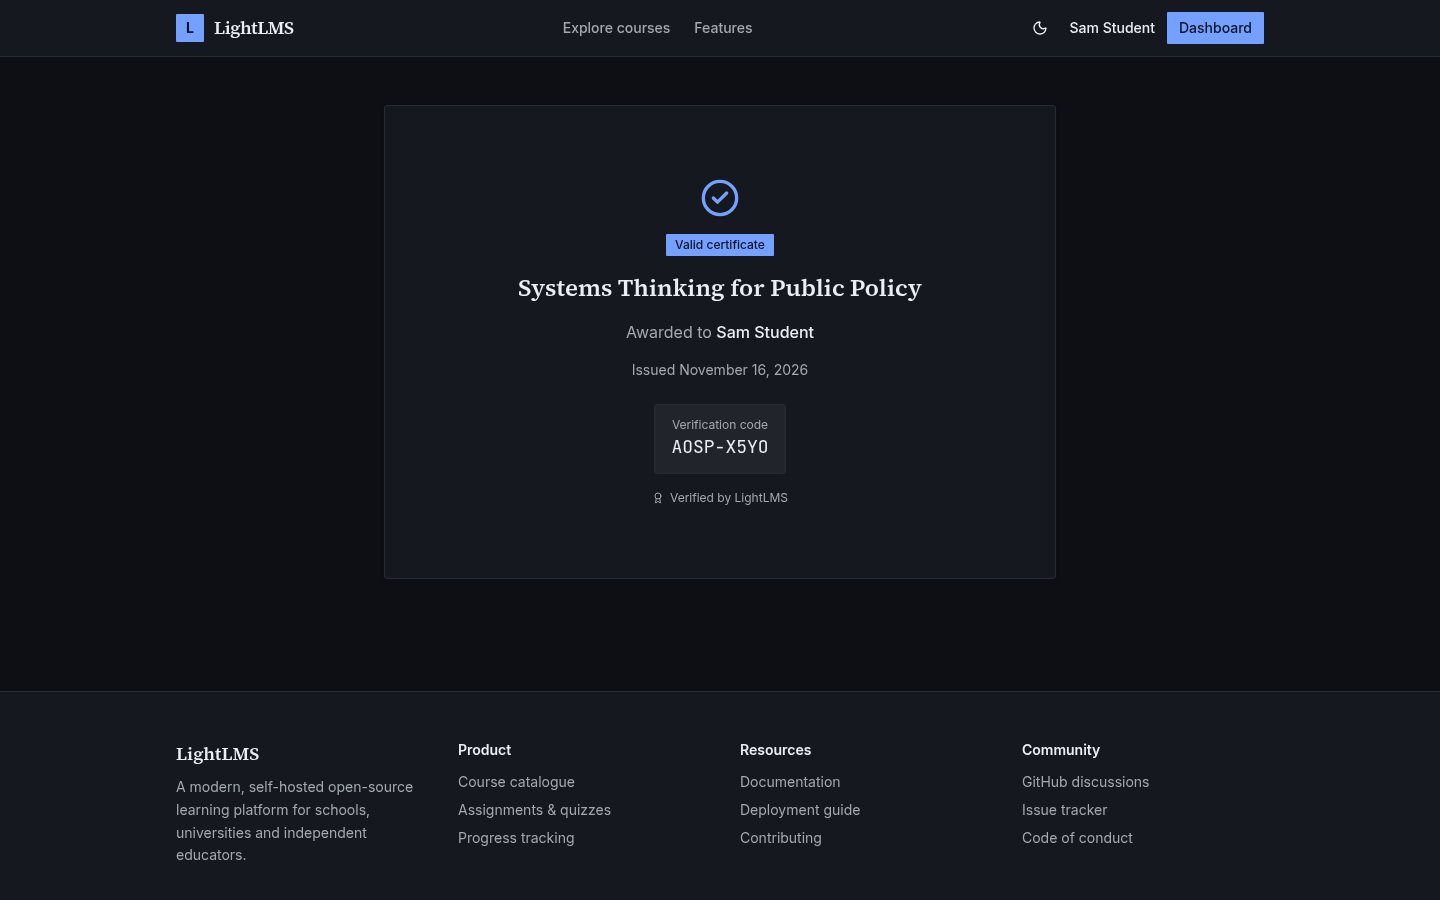 L LightLMS Explore courses Features Sam Student Dashboard
Valid certificate
Systems Thinking for Public Policy
Awarded to Sam Student
Issued November 16, 2026
Verification code
AOSP-X5YO
Verified by LightLMS
LightLMS
A modern, self-hosted open-source
learning platform for schools,
universities and independent
educators.
Product
Course catalogue
Assignments & quizzes
Progress tracking
Resources
Documentation
Deployment guide
Contributing
Community
GitHub discussions
Issue tracker
Code of conduct